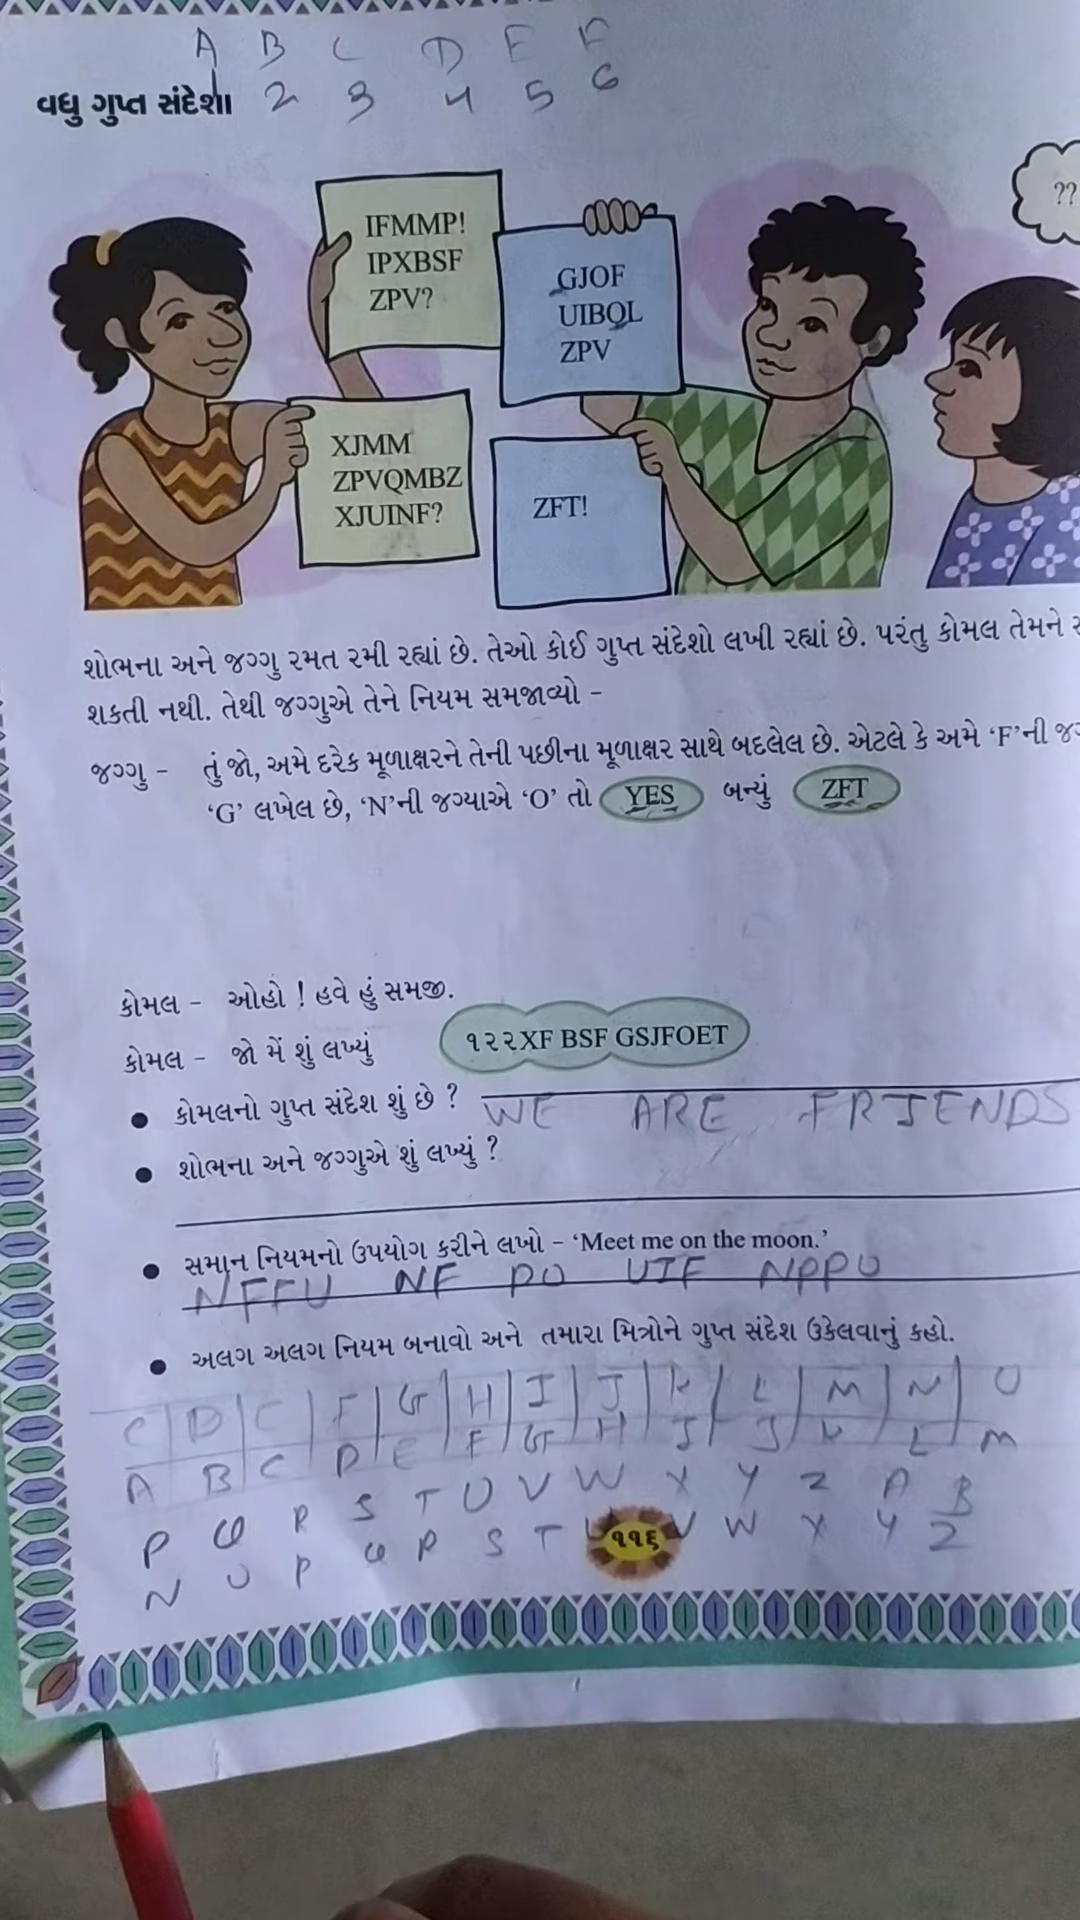 A B C D E F
વધુ ગુપ્ત સંદેશા
1 2 3 4 5 6
??
IFMMP!
IPXBSF
ZPV?
GJOF
UIBOL
ZPV
XJMM
ZPVQMBZ
XJUINF?
ZFT!
શોભના અને જગ્ગુ રમત રમી રહ્યાં છે. તેઓ કોઈ ગુપ્ત સંદેશો લખી રહ્યાં છે. પરંતુ કોમલ તેમને
શકતી નથી. તેથી જગ્ગુએ તેને નિયમ સમજાવ્યો –
જગ્ગુ – તું જો, અમે દરેક મૂળાક્ષરને તેની પછીના મૂળાક્ષર સાથે બદલેલ છે. એટલે કે અમે ‘F’ની
‘G’ લખેલ છે, ‘N’ની જગ્યાએ ‘O’ તો YES બન્યું ZFT
કોમલ – ઓહો ! હવે હું સમજી.
કોમલ – જો મેં શું લખ્યું ૧૨૨XF BSF GSJFOET
• કોમલનો ગુપ્ત સંદેશ શું છે ? WE ARE FRIENDS
• શોભના અને જગ્ગુએ શું લખ્યું ?
• સમાન નિયમનો ઉપયોગ કરીને લખો – ‘Meet me on the moon.’
NFFU NF PO UIF NPPO
• અલગ અલગ નિયમ બનાવો અને તમારા મિત્રોને ગુપ્ત સંદેશ ઉકેલવાનું કહો.
C D C F G H I J K L M N O
A B C D E F G H I J K L M
P Q R S T U V W X Y Z A B
N O P Q R S T U V W X Y Z
૧૧૬